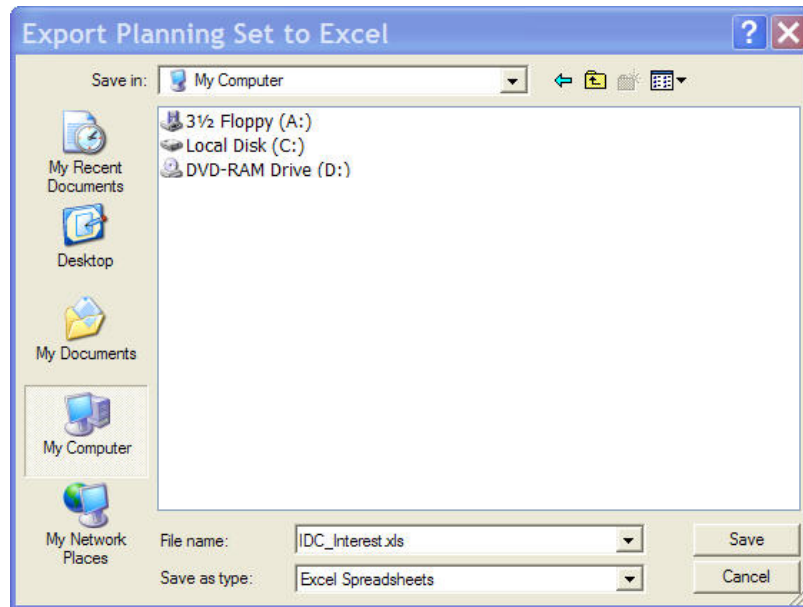 Export Planning Set to Excel
Save in:
My Computer
3½ Floppy (A:)
Local Disk (C:)
DVD-RAM Drive (D:)
My Recent
Documents
Desktop
My Documents
My Computer
My Network
Places
File name:
IDC_Interest.xls
Save
Save as type:
Excel Spreadsheets
Cancel